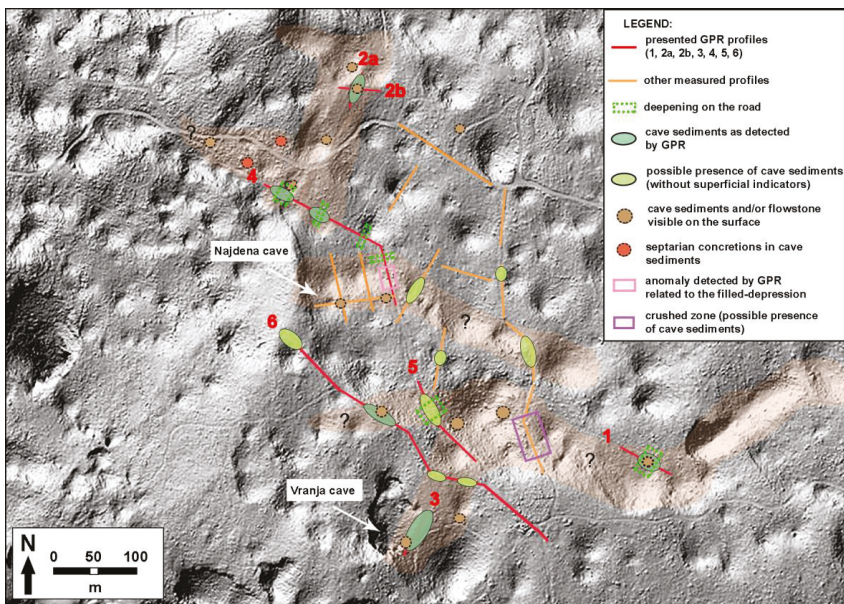 LEGEND:
presented GPR profiles
(1, 2a, 2b, 3, 4, 5, 6)
other measured profiles
deepening on the road
cave sediments as detected
by GPR
possible presence of cave sediments
(without superficial indicators)
cave sediments and/or flowstone
visible on the surface
septarian concretions in cave
sediments
anomaly detected by GPR
related to the filled-depression
crushed zone (possible presence
of cave sediments)
2a
2b
?
4
Najdena cave
?
6
5
?
1
?
Vranja cave
3
N
0 50 100
m